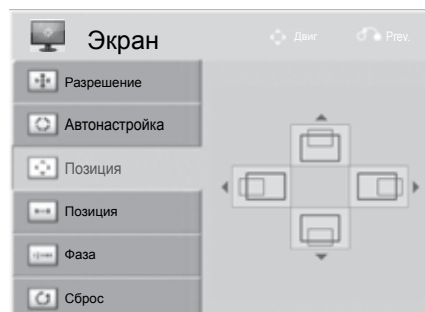 Экран
Двиг
Prev.
Разрешение
Автонастройка
Позиция
Позиция
Фаза
Сброс